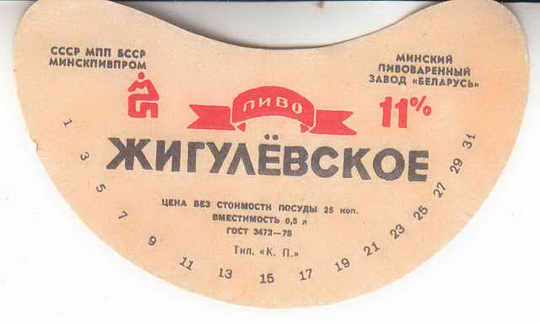 СССР МПП БССР
МИНСКПИВПРОМ
МИНСКИЙ
ПИВОВАРЕННЫЙ
ЗАВОД «БЕЛАРУСЬ»
ПИВО
11%
ЖИГУЛЁВСКОЕ
ЦЕНА БЕЗ СТОИМОСТИ ПОСУДЫ 25 коп.
ВМЕСТИМОСТЬ 0,5 л
ГОСТ 3473—78
Тип. «К. П.»
1 3 5 7 9 11 13 15 17 19 21 23 25 27 29 31